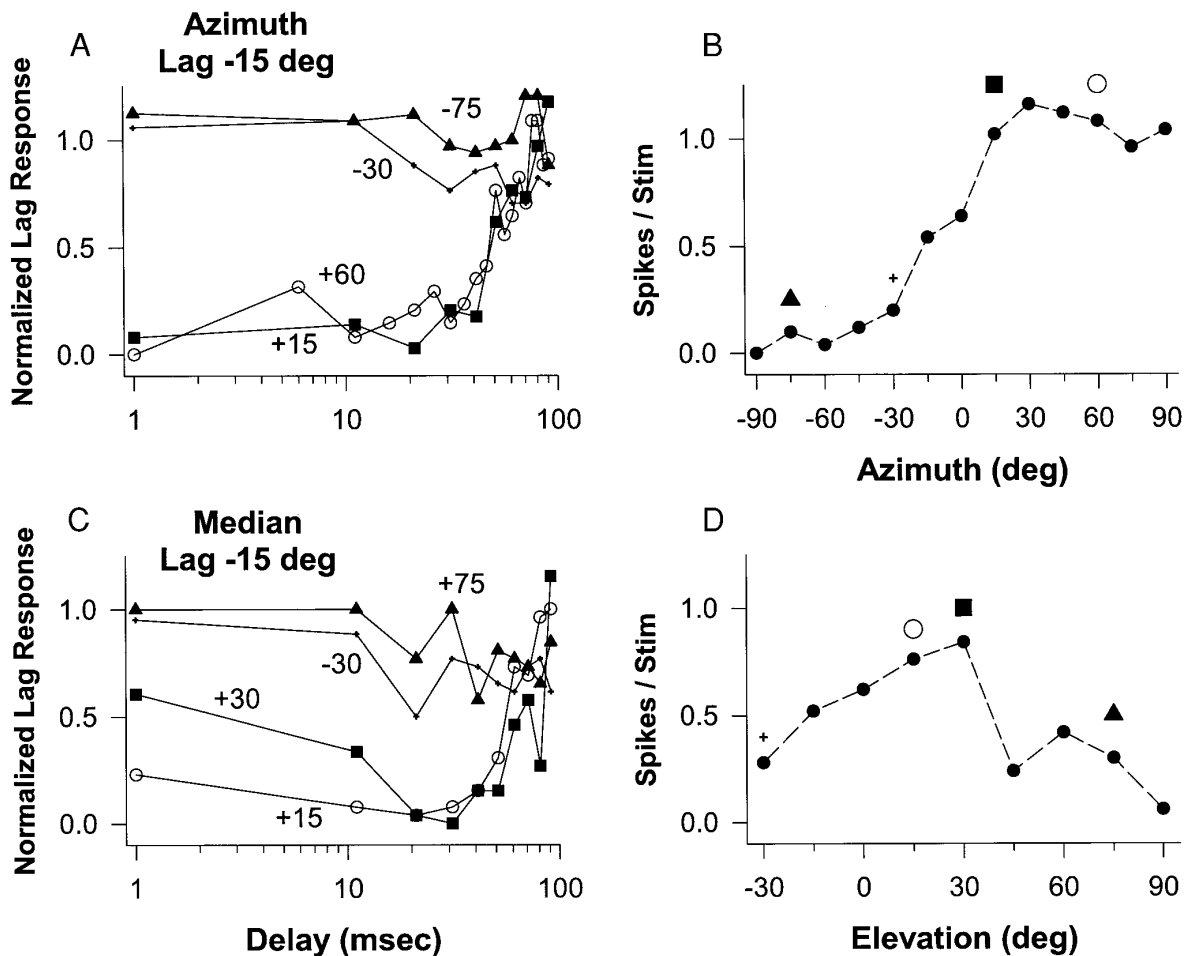 A
Azimuth
Lag -15 deg
Normalized Lag Response
1.0
0.5
0.0
-75
-30
+60
+15
1
10
100
B
Spikes / Stim
1.0
0.5
0.0
-90
-60
-30
0
30
60
90
Azimuth (deg)
C
Median
Lag -15 deg
Normalized Lag Response
1.0
0.5
0.0
+75
-30
+30
+15
1
10
100
Delay (msec)
D
Spikes / Stim
1.0
0.5
0.0
-30
0
30
60
90
Elevation (deg)